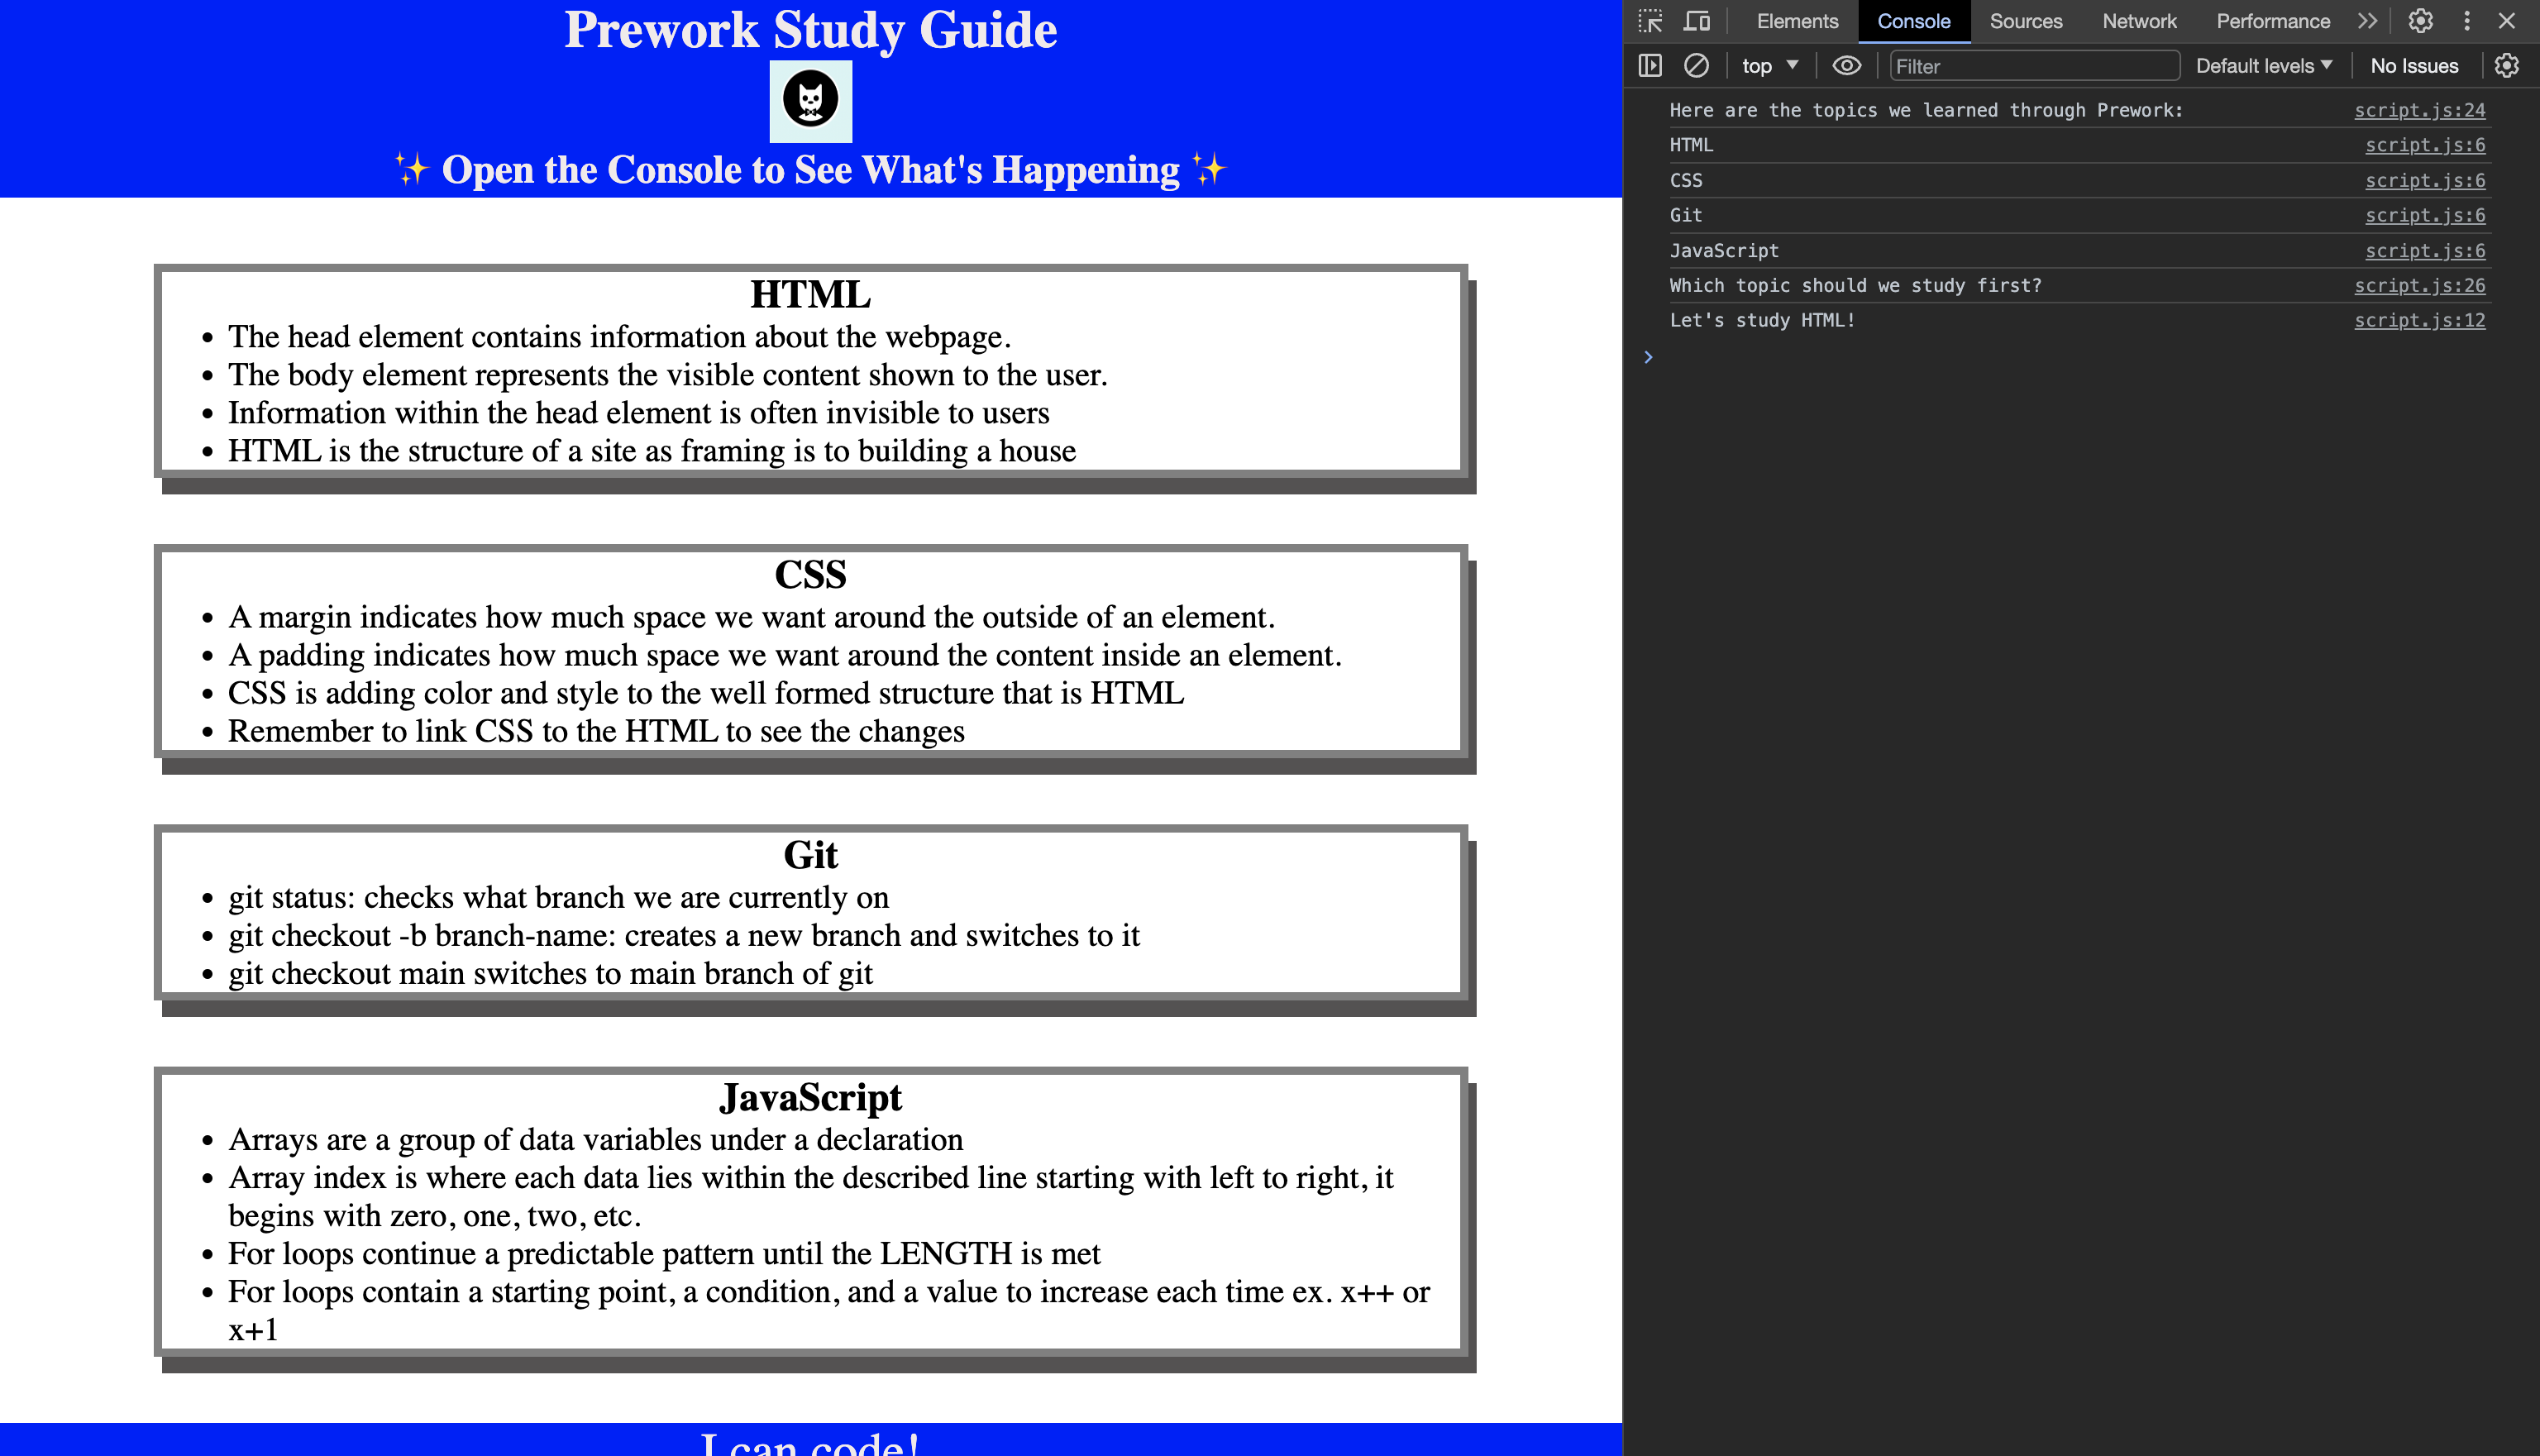 Prework Study Guide
✨ Open the Console to See What's Happening ✨
HTML
• The head element contains information about the webpage.
• The body element represents the visible content shown to the user.
• Information within the head element is often invisible to users
• HTML is the structure of a site as framing is to building a house
CSS
• A margin indicates how much space we want around the outside of an element.
• A padding indicates how much space we want around the content inside an element.
• CSS is adding color and style to the well formed structure that is HTML
• Remember to link CSS to the HTML to see the changes
Git
• git status: checks what branch we are currently on
• git checkout -b branch-name: creates a new branch and switches to it
• git checkout main switches to main branch of git
JavaScript
• Arrays are a group of data variables under a declaration
• Array index is where each data lies within the described line starting with left to right, it
begins with zero, one, two, etc.
• For loops continue a predictable pattern until the LENGTH is met
• For loops contain a starting point, a condition, and a value to increase each time ex. x++ or
x+1
I can code!
Elements Console Sources Network Performance
top Filter Default levels No Issues
Here are the topics we learned through Prework: script.js:24
HTML script.js:6
CSS script.js:6
Git script.js:6
JavaScript script.js:6
Which topic should we study first? script.js:26
Let's study HTML! script.js:12